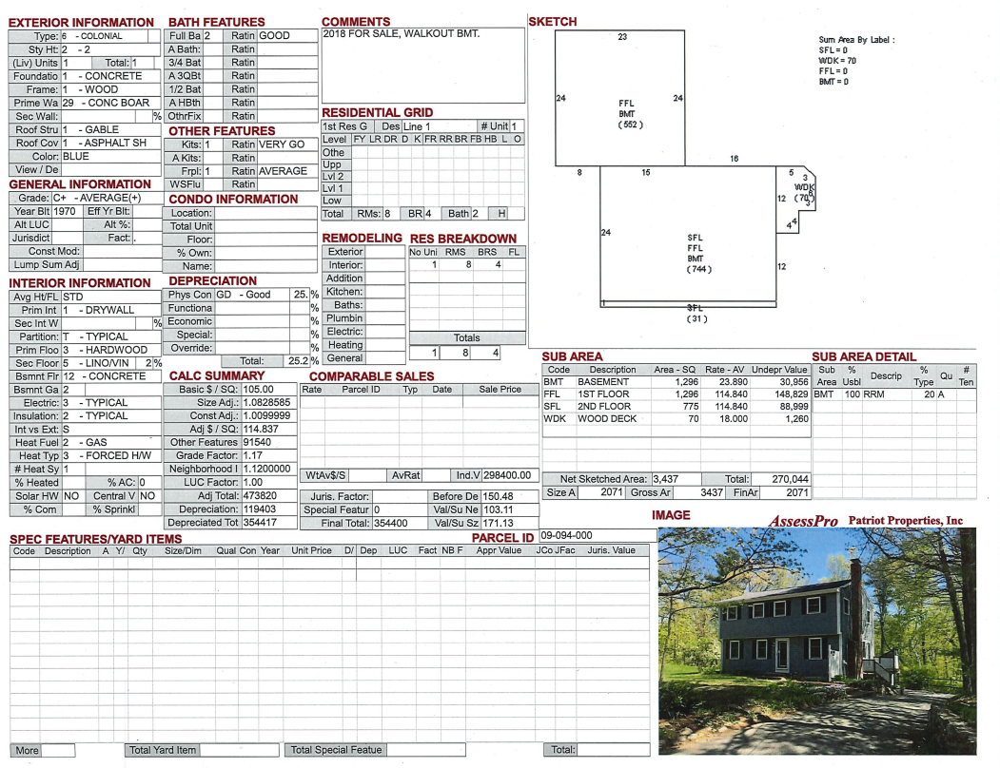 EXTERIOR INFORMATION
Type: 6 - COLONIAL
Sty Ht: 2 - 2
(Liv) Units 1 Total: 1
Foundatio 1 - CONCRETE
Frame: 1 - WOOD
Prime Wa 29 - CONC BOAR
Sec Wall: %
Roof Stru 1 - GABLE
Roof Cov 1 - ASPHALT SH
Color: BLUE
View / De
GENERAL INFORMATION
Grade: C+ - AVERAGE(+)
Year Blt 1970 Eff Yr Blt:
Alt LUC Alt %:
Jurisdict Fact: .
Const Mod:
Lump Sum Adj
INTERIOR INFORMATION
Avg Ht/FL STD
Prim Int 1 - DRYWALL
Sec Int W %
Partition: T - TYPICAL
Prim Floo 3 - HARDWOOD
Sec Floor 5 - LINO/VIN 2%
Bsmnt Flr 12 - CONCRETE
Bsmnt Ga 2
Electric: 3 - TYPICAL
Insulation: 2 - TYPICAL
Int vs Ext: S
Heat Fuel 2 - GAS
Heat Typ 3 - FORCED H/W
# Heat Sy 1
% Heated % AC: 0
Solar HW NO Central V NO
% Com % Sprinkl
BATH FEATURES
Full Ba 2 Ratin GOOD
A Bath: Ratin
3/4 Bat Ratin
A 3QBt Ratin
1/2 Bat Ratin
A HBth Ratin
OthrFix Ratin
OTHER FEATURES
Kits: 1 Ratin VERY GO
A Kits: Ratin
Frpl: 1 Ratin AVERAGE
WSFlu Ratin
CONDO INFORMATION
Location:
Total Unit
Floor:
% Own:
Name:
DEPRECIATION
Phys Con GD - Good 25. %
Functiona %
Economic %
Special: %
Override: %
Total: 25.2 %
CALC SUMMARY
Basic $ / SQ: 105.00
Size Adj.: 1.0828585
Const Adj.: 1.0099999
Adj $ / SQ: 114.837
Other Features 91540
Grade Factor: 1.17
Neighborhood I 1.1200000
LUC Factor: 1.00
Adj Total: 473820
Depreciation: 119403
Depreciated Tot 354417
COMMENTS
2018 FOR SALE, WALKOUT BMT.
RESIDENTIAL GRID
1st Res G Des Line 1 # Unit 1
Level FY LR DR D K FR RR BR FB HB L O
Othe
Upp
Lvl 2
Lvl 1
Low
Total RMs: 8 BR 4 Bath 2 H
REMODELING
Exterior
Interior:
Addition
Kitchen:
Baths:
Plumbin
Electric:
Heating
General
RES BREAKDOWN
No Uni RMS BRS FL
1 8 4
Totals
1 8 4
COMPARABLE SALES
Rate Parcel ID Typ Date Sale Price
WtAv$/S AvRat Ind.V 298400.00
Juris. Factor: Before De 150.48
Special Featur 0 Val/Su Ne 103.11
Final Total: 354400 Val/Su Sz 171.13
SKETCH
23
24
24
FFL
BMT
(552)
16
8
15
5
3
WDK
(70)
12
4
4
24
SFL
FFL
BMT
(744)
12
1
SFL
(31)
Sum Area By Label :
SFL = 0
WDK = 70
FFL = 0
BMT = 0
SUB AREA
Code Description Area - SQ Rate - AV Undepr Value
BMT BASEMENT 1,296 23.890 30,956
FFL 1ST FLOOR 1,296 114.840 148,829
SFL 2ND FLOOR 775 114.840 88,999
WDK WOOD DECK 70 18.000 1,260
Net Sketched Area: 3,437 Total: 270,044
Size A 2071 Gross Ar 3437 FinAr 2071
SUB AREA DETAIL
Sub Area % Usbl Descrip % Type Qu # Ten
BMT 100 RRM 20 A
IMAGE
AssessPro Patriot Properties, Inc
SPEC FEATURES/YARD ITEMS
PARCEL ID 09-094-000
Code Description A Y/ Qty Size/Dim Qual Con Year Unit Price D/ Dep LUC Fact NB F Appr Value JCo JFac Juris. Value
More Total Yard Item Total Special Featue Total: